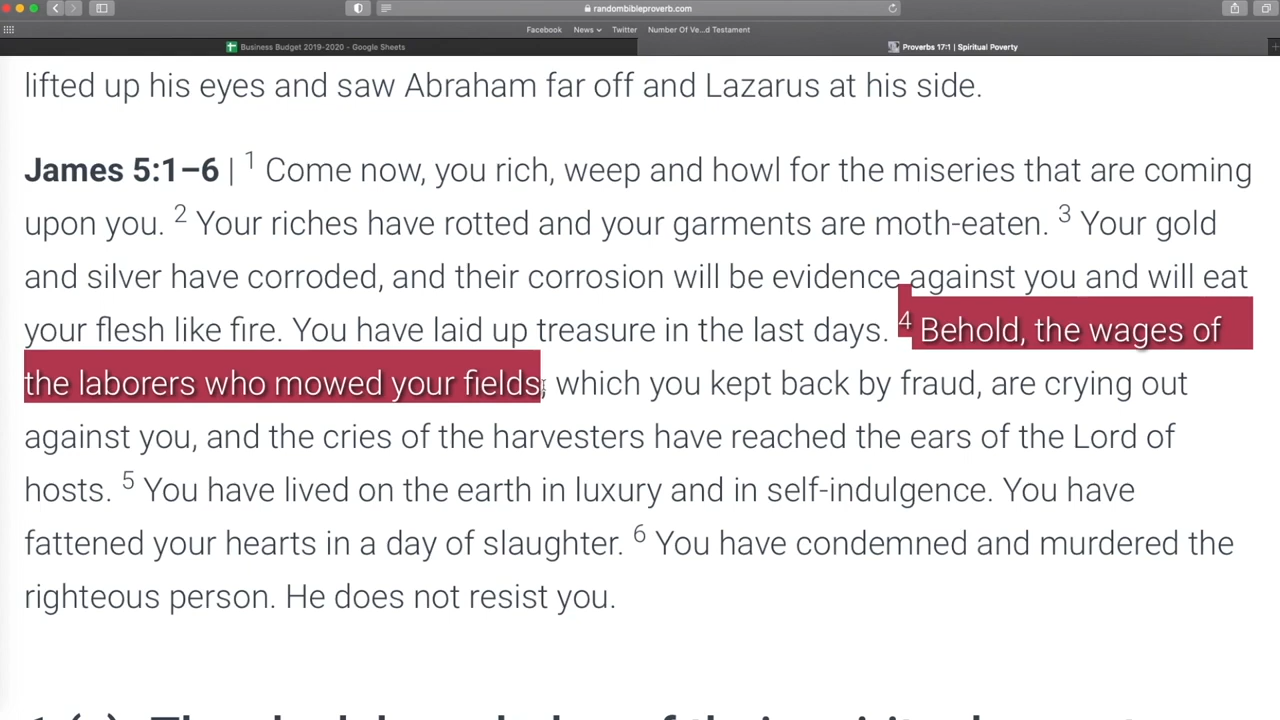 randombibleproverb.com
Facebook News Twitter Number Of Ve...d Testament
Business Budget 2019-2020 - Google Sheets
Proverbs 17:1 | Spiritual Poverty
lifted up his eyes and saw Abraham far off and Lazarus at his side.
James 5:1–6 | 1 Come now, you rich, weep and howl for the miseries that are coming
upon you. 2 Your riches have rotted and your garments are moth-eaten. 3 Your gold
and silver have corroded, and their corrosion will be evidence against you and will eat
your flesh like fire. You have laid up treasure in the last days. 4 Behold, the wages of
the laborers who mowed your fields, which you kept back by fraud, are crying out
against you, and the cries of the harvesters have reached the ears of the Lord of
hosts. 5 You have lived on the earth in luxury and in self-indulgence. You have
fattened your hearts in a day of slaughter. 6 You have condemned and murdered the
righteous person. He does not resist you.